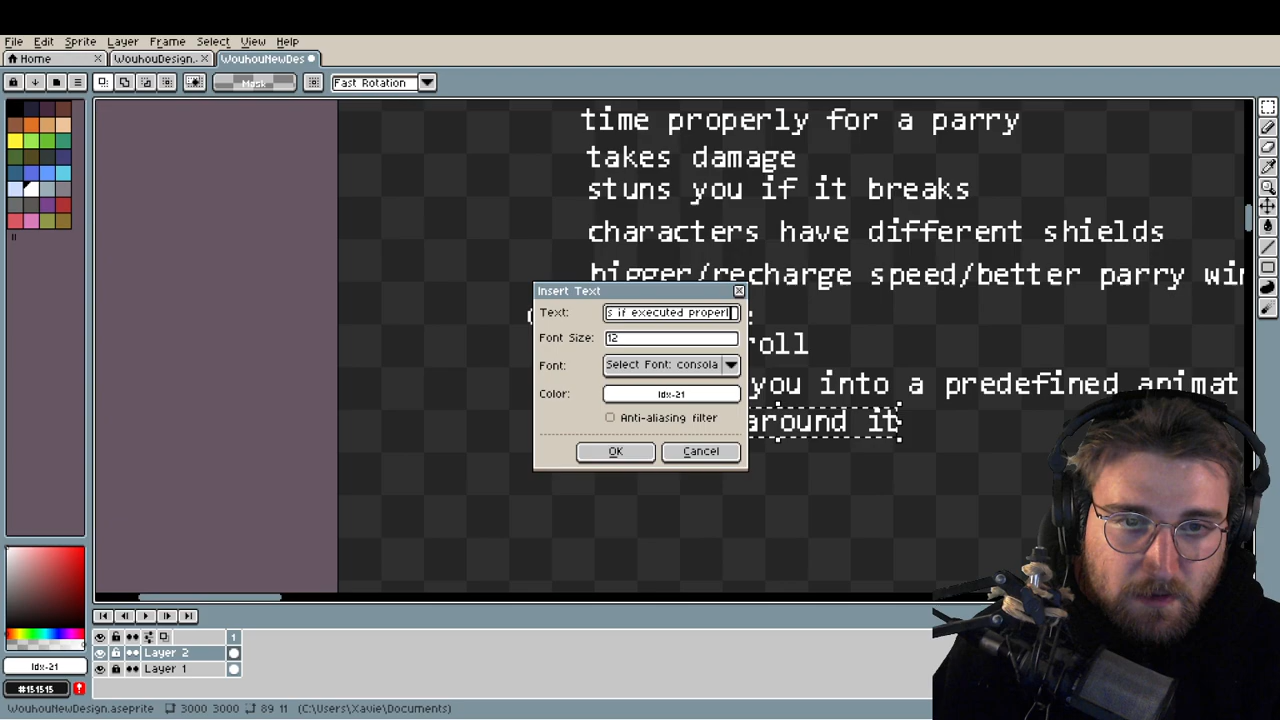 File Edit Sprite Layer Frame Select View Help
Home WouhouDesign. WouhouNewDes
Mask Fast Rotation
time properly for a parry
takes damage
stuns you if it breaks
characters have different shields
bigger/recharge speed/better parry win
roll
you into a predefined animat
around it
Insert Text
Text: s if executed properl
Font Size: 12
Font: Select Font: consola
Color: Idx-21
Anti-aliasing filter
OK Cancel
1
Layer 2
Layer 1
Idx-21
#151515
WouhouNewDesign.aseprite 3000 3000 89 11 (C:\Users\Xavie\Documents)